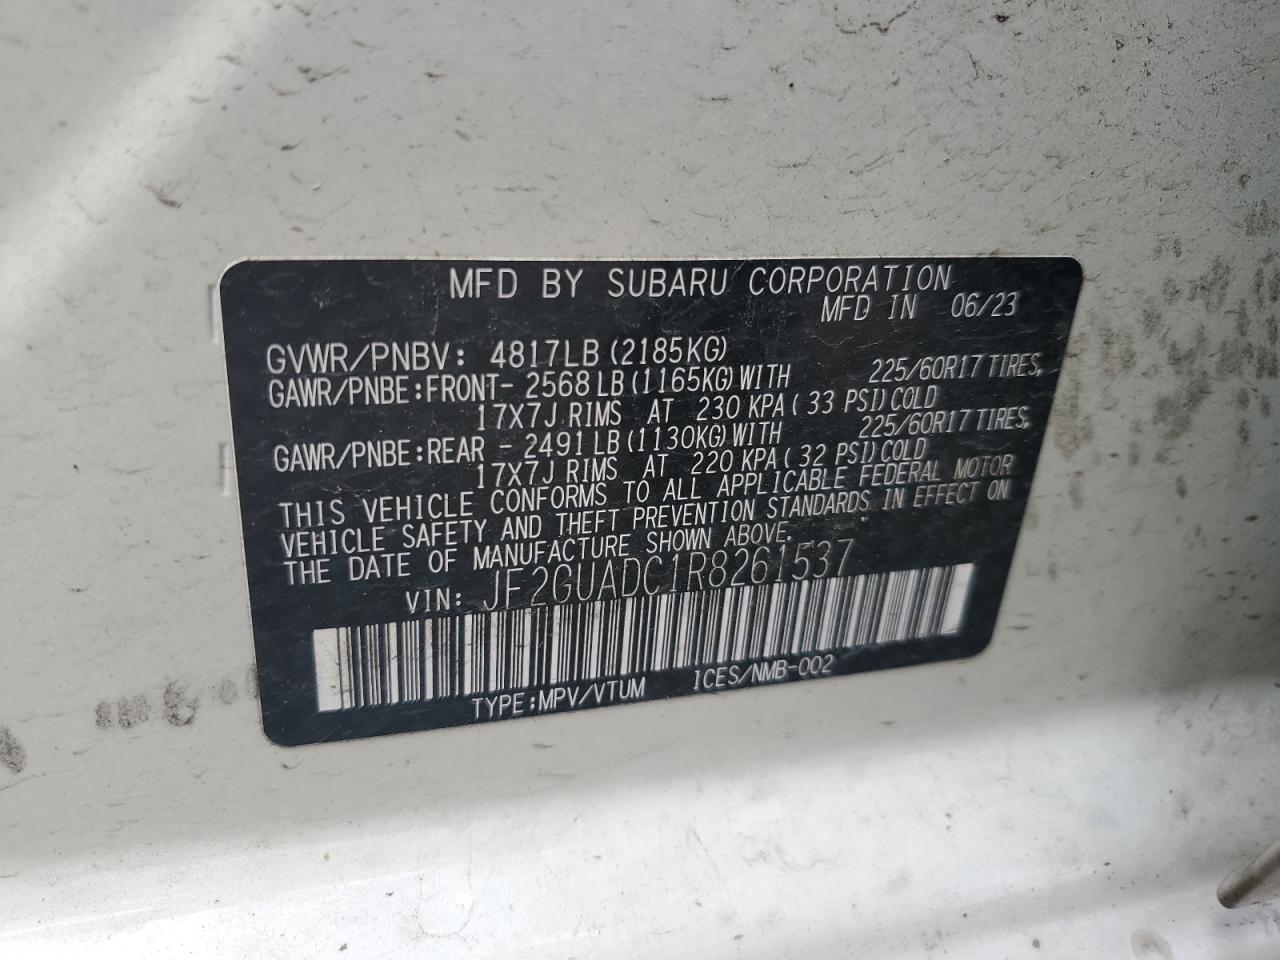 MFD BY SUBARU CORPORATION
MFD IN 06/23
GVWR/PNBV: 4817LB (2185KG)
GAWR/PNBE:FRONT- 2568 LB (1165KG) WITH 225/60R17 TIRES,
17X7J RIMS AT 230 KPA ( 33 PSI) COLD
GAWR/PNBE:REAR - 2491 LB (1130KG) WITH 225/60R17 TIRES,
17X7J RIMS AT 220 KPA ( 32 PSI) COLD
THIS VEHICLE CONFORMS TO ALL APPLICABLE FEDERAL MOTOR
VEHICLE SAFETY AND THEFT PREVENTION STANDARDS IN EFFECT ON
THE DATE OF MANUFACTURE SHOWN ABOVE.
VIN: JF2GUADC1R8261537
TYPE:MPV/VTUM ICES/NMB-002